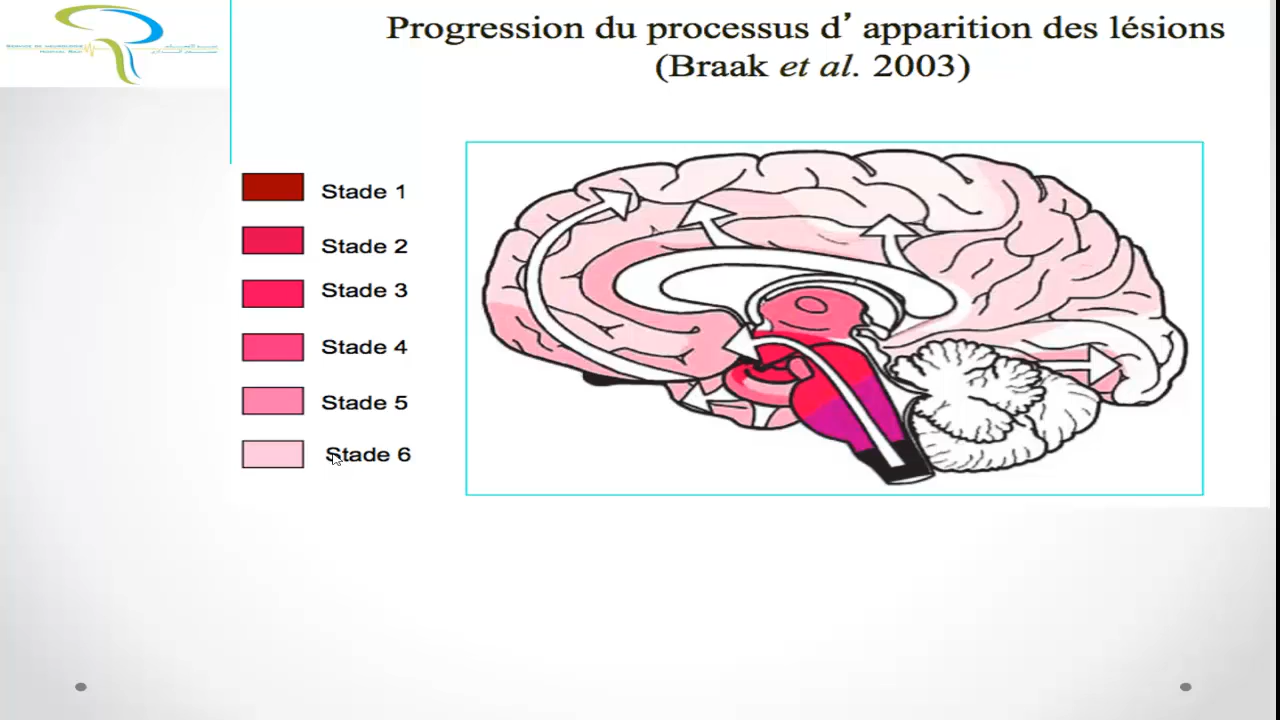 Progression du processus d’ apparition des lésions
(Braak et al. 2003)
Stade 1
Stade 2
Stade 3
Stade 4
Stade 5
Stade 6